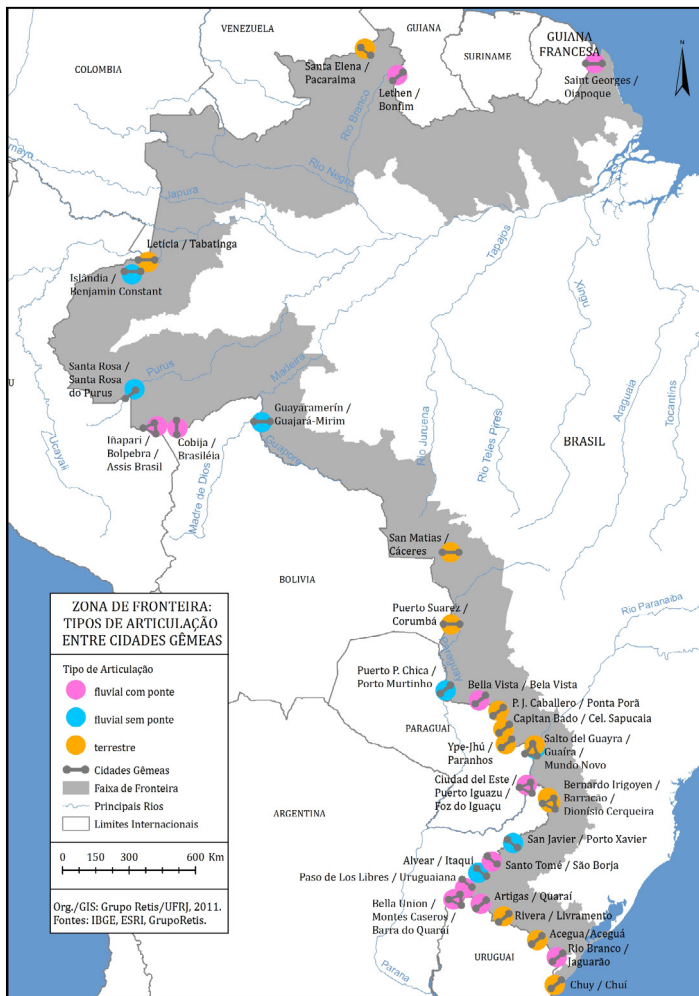 VENEZUELA
GUIANA
GUIANA
FRANCESA
SURINAME
COLOMBIA
Santa Elena /
Pacaraima
Lethen /
Bonfim
Saint Georges /
Oiapoque
N
Rio Branco
Rio Negro
Japura
mayo
Letícia / Tabatinga
Islândia /
Benjamin Constant
Tapajos
Xingu
Araguaia
Tocantins
Santa Rosa /
Santa Rosa
do Purus
Purus
Madeira
U
Ucayali
Iñapari /
Bolpebra /
Assis Brasil
Cobija /
Brasiléia
Guayaramerín /
Guajará-Mirim
Guapore
Madre de Dios
Rio Juruena
Rio Teles Pires
BRASIL
San Matias /
Cáceres
BOLIVIA
Puerto Suarez /
Corumbá
Rio Paranaiba
Paraguay
Puerto P. Chica /
Porto Murtinho
Bella Vista / Bela Vista
P. J. Caballero / Ponta Porã
Capitan Bado / Cel. Sapucaia
PARAGUAI
Ype-Jhú /
Paranhos
Salto del Guayra /
Guaíra /
Mundo Novo
Ciudad del Este /
Puerto Iguazu /
Foz do Iguaçu
Bernardo Irigoyen /
Barracão /
Dionísio Cerqueira
ARGENTINA
San Javier / Porto Xavier
Alvear / Itaqui
Santo Tomé / São Borja
Paso de Los Libres / Uruguaiana
Bella Union /
Montes Caseros /
Barra do Quaraí
Artigas / Quaraí
Rivera / Livramento
Acegua/Aceguá
Rio Branco /
Jaguarão
URUGUAI
Parana
Chuy / Chuí
ZONA DE FRONTEIRA:
TIPOS DE ARTICULAÇÃO
ENTRE CIDADES GÊMEAS
Tipo de Articulação
fluvial com ponte
fluvial sem ponte
terrestre
Cidades Gêmeas
Faixa de Fronteira
Principais Rios
Limites Internacionais
0 150 300 600 Km
Org./GIS: Grupo Retis/UFRJ, 2011.
Fontes: IBGE, ESRI, GrupoRetis.